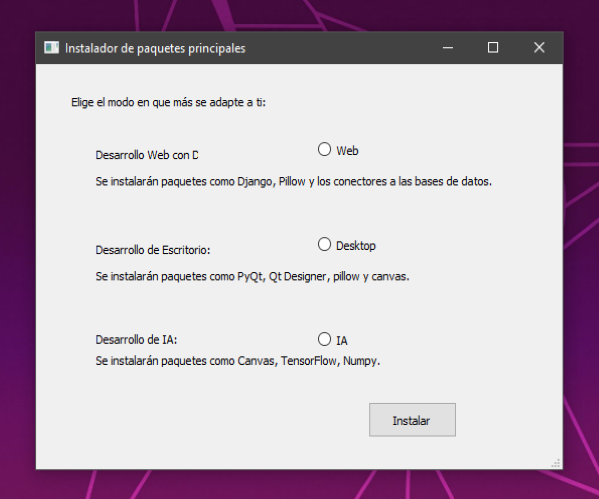 Instalador de paquetes principales
Elige el modo en que más se adapte a ti:
Desarrollo Web con D
Web
Se instalarán paquetes como Django, Pillow y los conectores a las bases de datos.
Desarrollo de Escritorio:
Desktop
Se instalarán paquetes como PyQt, Qt Designer, pillow y canvas.
Desarrollo de IA:
IA
Se instalarán paquetes como Canvas, TensorFlow, Numpy.
Instalar